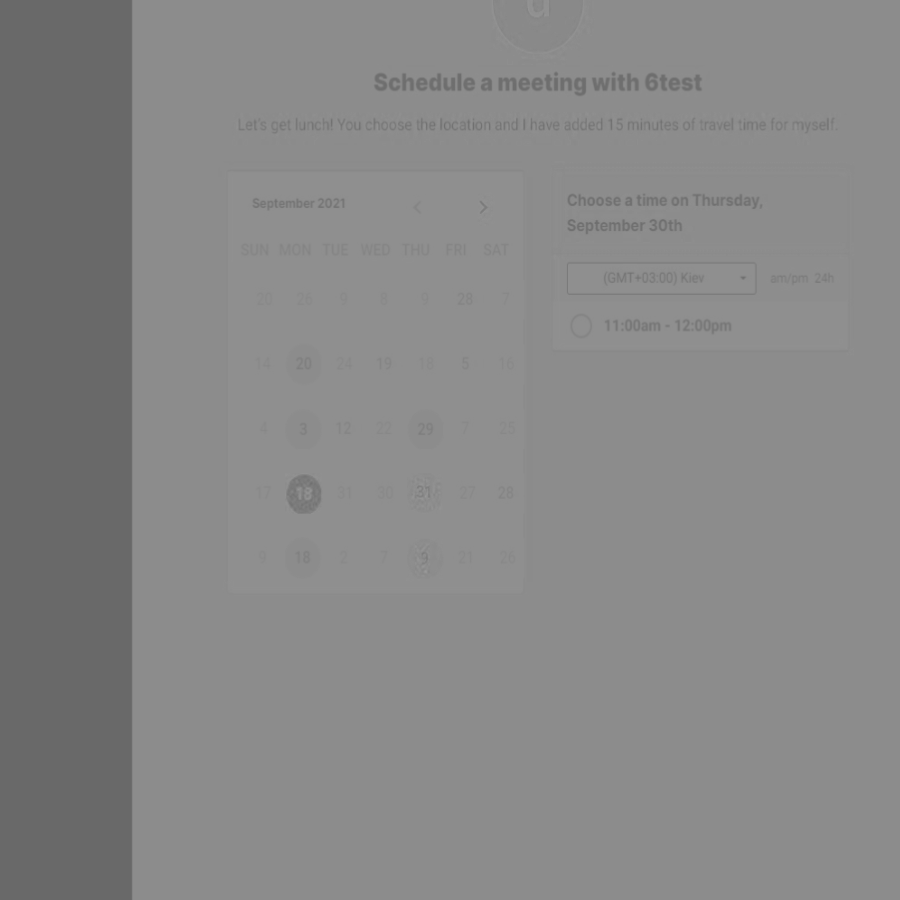 d
Schedule a meeting with 6test
Let's get lunch! You choose the location and I have added 15 minutes of travel time for myself.
September 2021
SUN MON TUE WED THU FRI SAT
20 26 9 8 9 28 7
14 20 24 19 16 5 16
4 3 12 22 29 7 25
17 18 31 30 31 27 28
9 18 2 7 9 21 26
Choose a time on Thursday,
September 30th
(GMT+03:00) Kiev am/pm 24h
11:00am - 12:00pm